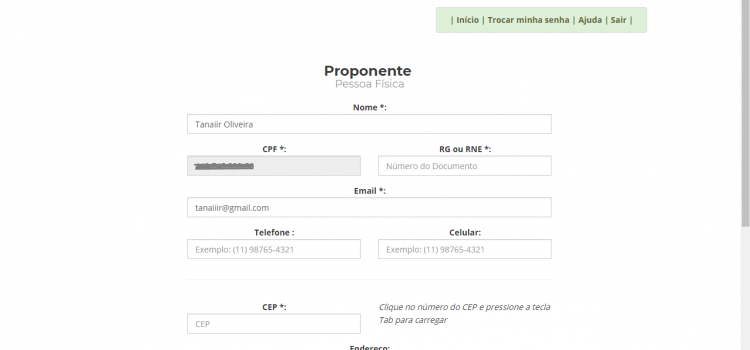 | Início | Trocar minha senha | Ajuda | Sair |
Proponente
Pessoa Física
Nome *:
Tanaiir Oliveira
CPF *:
RG ou RNE *:
Número do Documento
Email *:
tanaiiir@gmail.com
Telefone :
Celular:
Exemplo: (11) 98765-4321
Exemplo: (11) 98765-4321
CEP *:
CEP
Clique no número do CEP e pressione a tecla
Tab para carregar
Endereço: